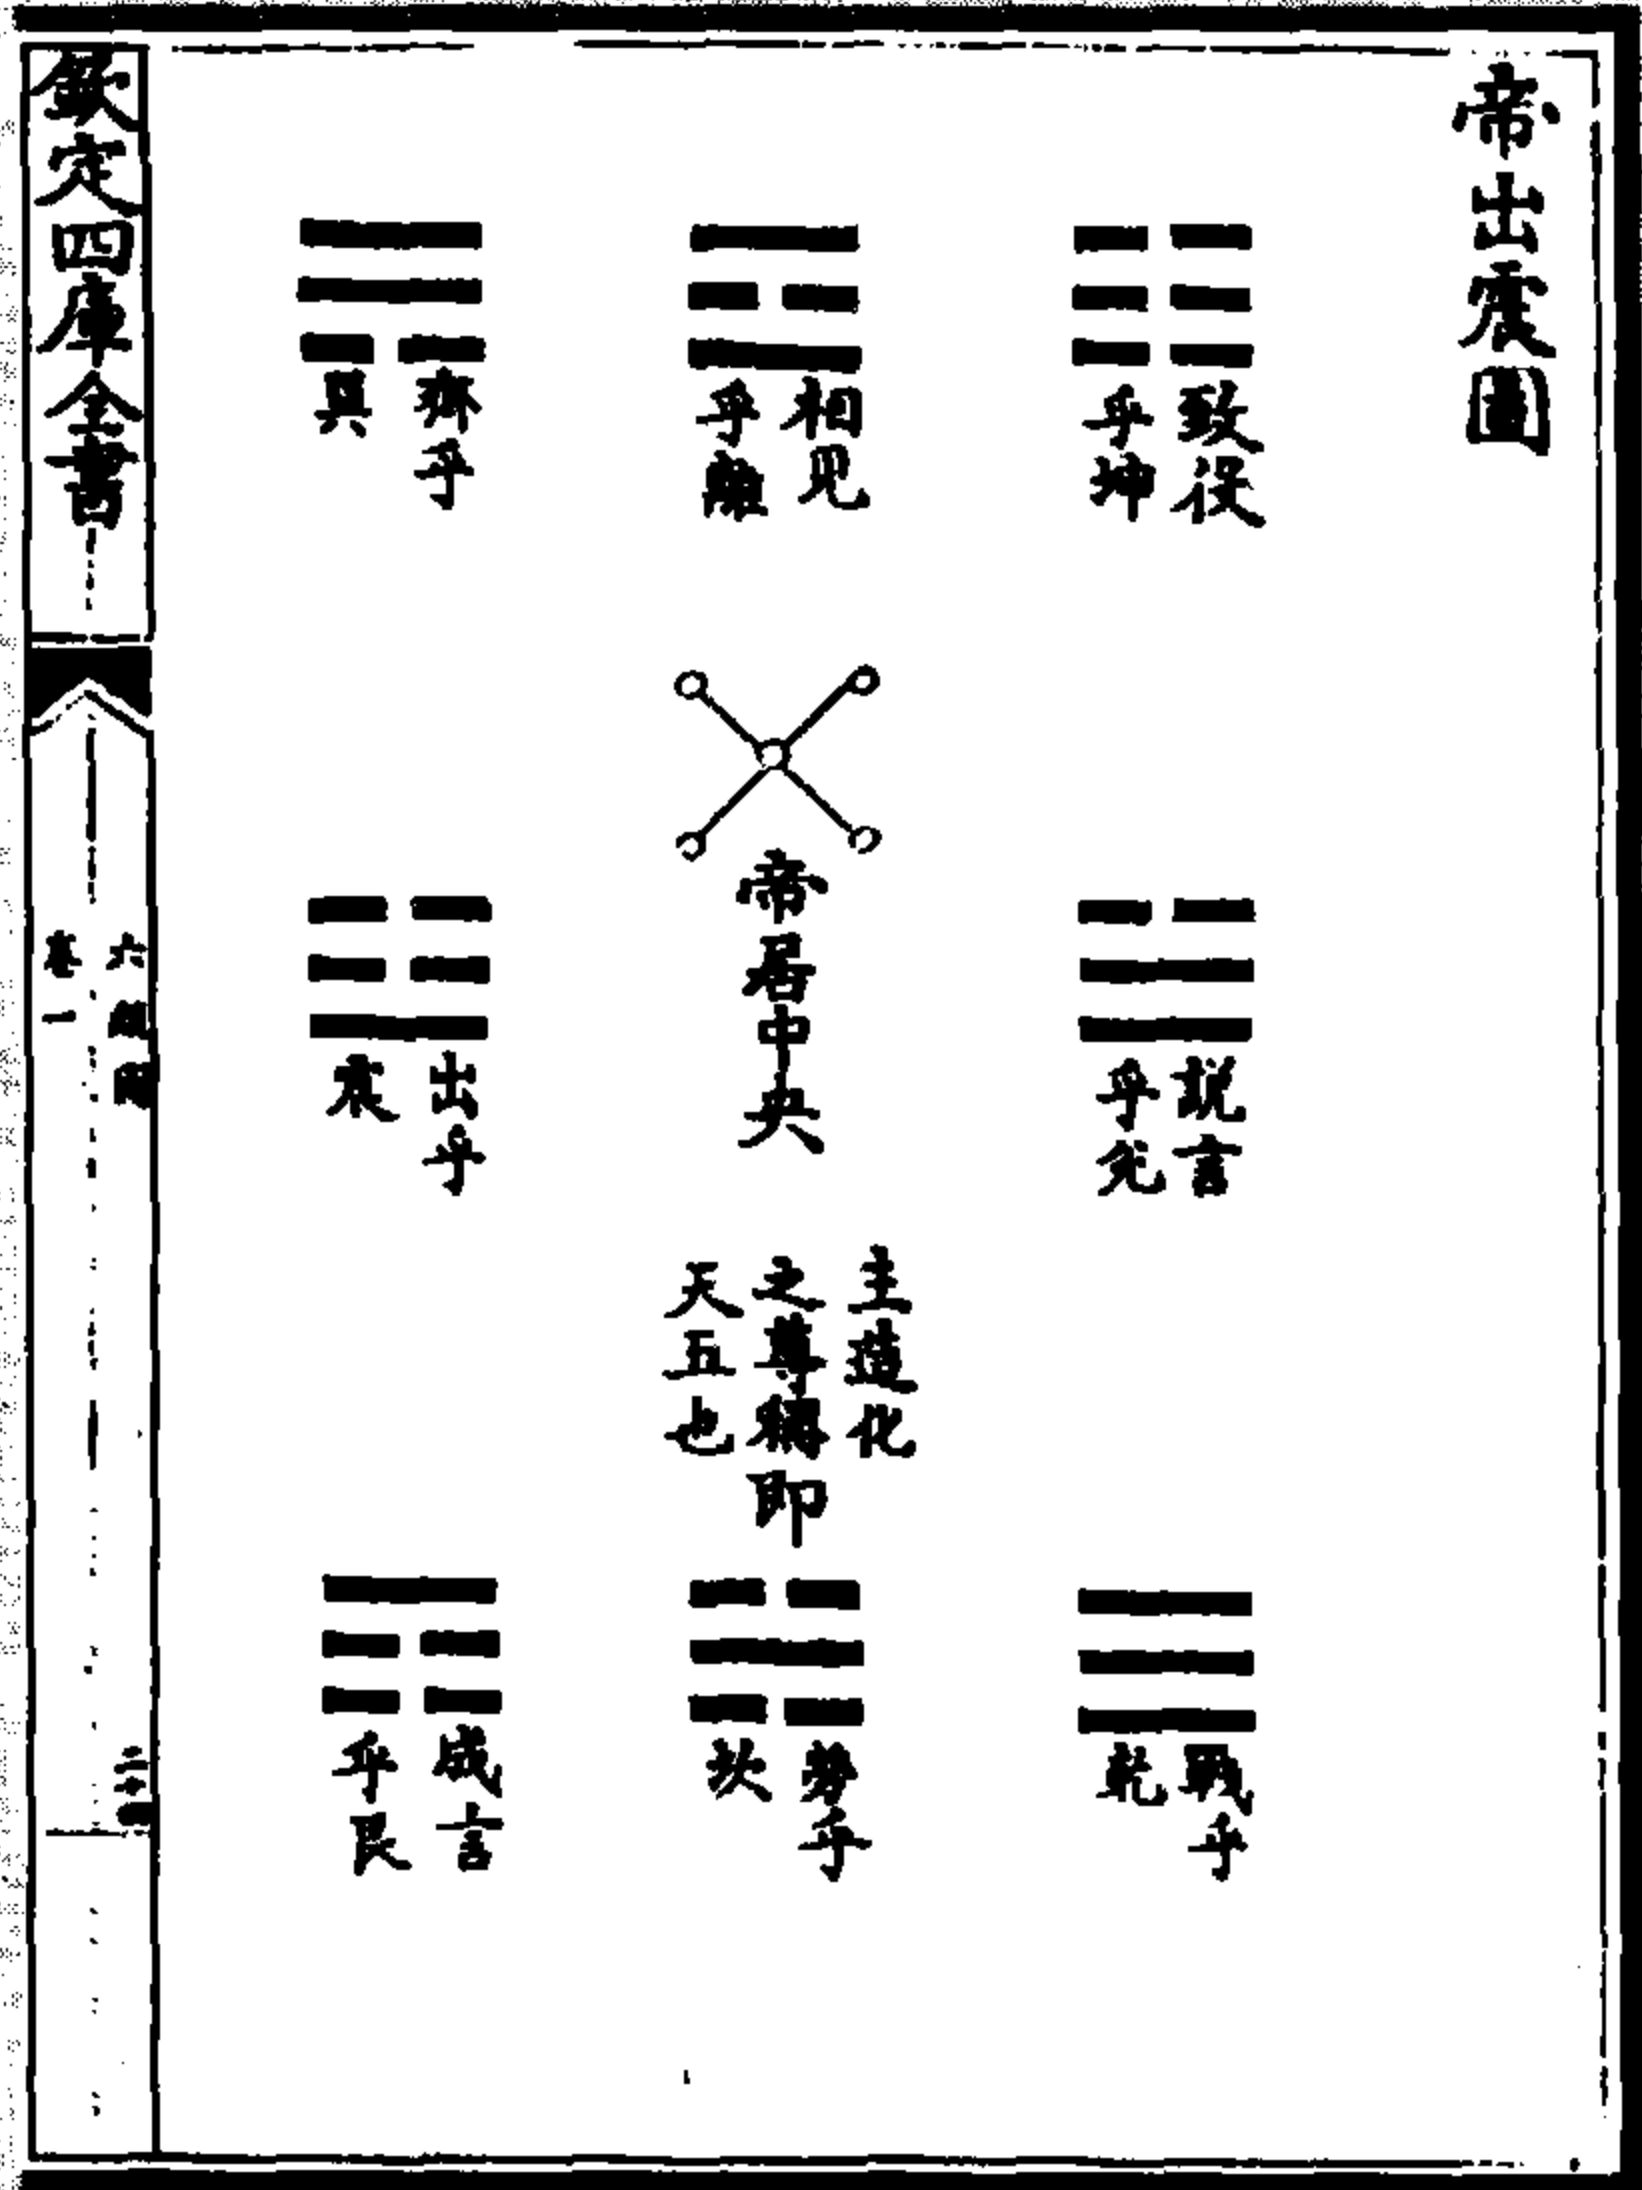 帝出震圖
致役
乎坤
相見
乎離
齊乎
巽
說言
乎兌
帝居中央
主造化
之尊稱即
天五也
出乎
震
戰乎
乾
勞乎
坎
成言
乎艮
欽定四庫全書
六經圖
卷一